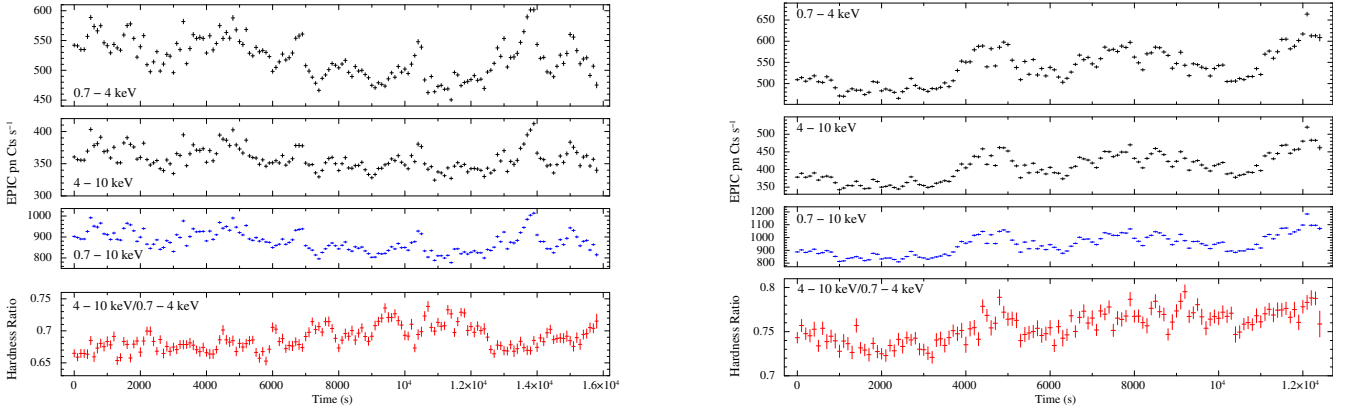 600
550
500
450
0.7 – 4 keV
400
350
300
4 – 10 keV
1000
900
800
0.7 – 10 keV
0.75
0.7
0.65
4 – 10 keV/0.7 – 4 keV
0 2000 4000 6000 8000 10⁴ 1.2×10⁴ 1.4×10⁴ 1.6×10⁴
Time (s)
EPIC pn Cts s⁻¹
Hardness Ratio
650
600
550
500
0.7 – 4 keV
500
450
400
350
4 – 10 keV
1200
1100
1000
900
800
0.7 – 10 keV
0.8
0.75
0.7
4 – 10 keV/0.7 – 4 keV
0 2000 4000 6000 8000 10⁴ 1.2×10⁴
Time (s)
EPIC pn Cts s⁻¹
Hardness Ratio